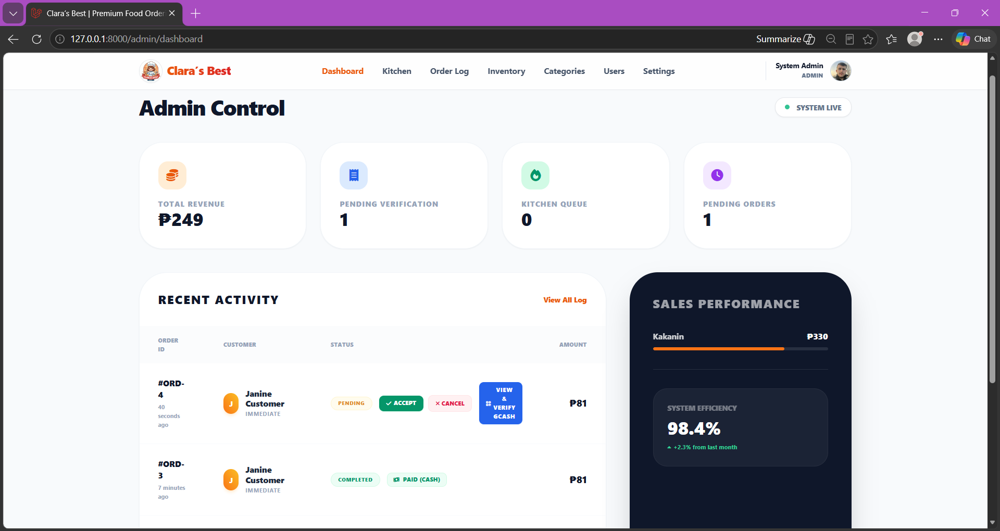 Clara's Best | Premium Food Order
127.0.0.1:8000/admin/dashboard
Summarize
Chat
Clara's Best
Dashboard
Kitchen
Order Log
Inventory
Categories
Users
Settings
System Admin
ADMIN
Admin Control
SYSTEM LIVE
TOTAL REVENUE
₱249
PENDING VERIFICATION
1
KITCHEN QUEUE
0
PENDING ORDERS
1
RECENT ACTIVITY
View All Log
ORDER
ID
CUSTOMER
STATUS
AMOUNT
#ORD-
4
40
seconds
ago
J
Janine
Customer
IMMEDIATE
PENDING
ACCEPT
CANCEL
VIEW
&
VERIFY
GCASH
₱81
#ORD-
3
7 minutes
ago
J
Janine
Customer
IMMEDIATE
COMPLETED
PAID (CASH)
₱81
SALES PERFORMANCE
Kakanin
₱330
SYSTEM EFFICIENCY
98.4%
+2.3% from last month